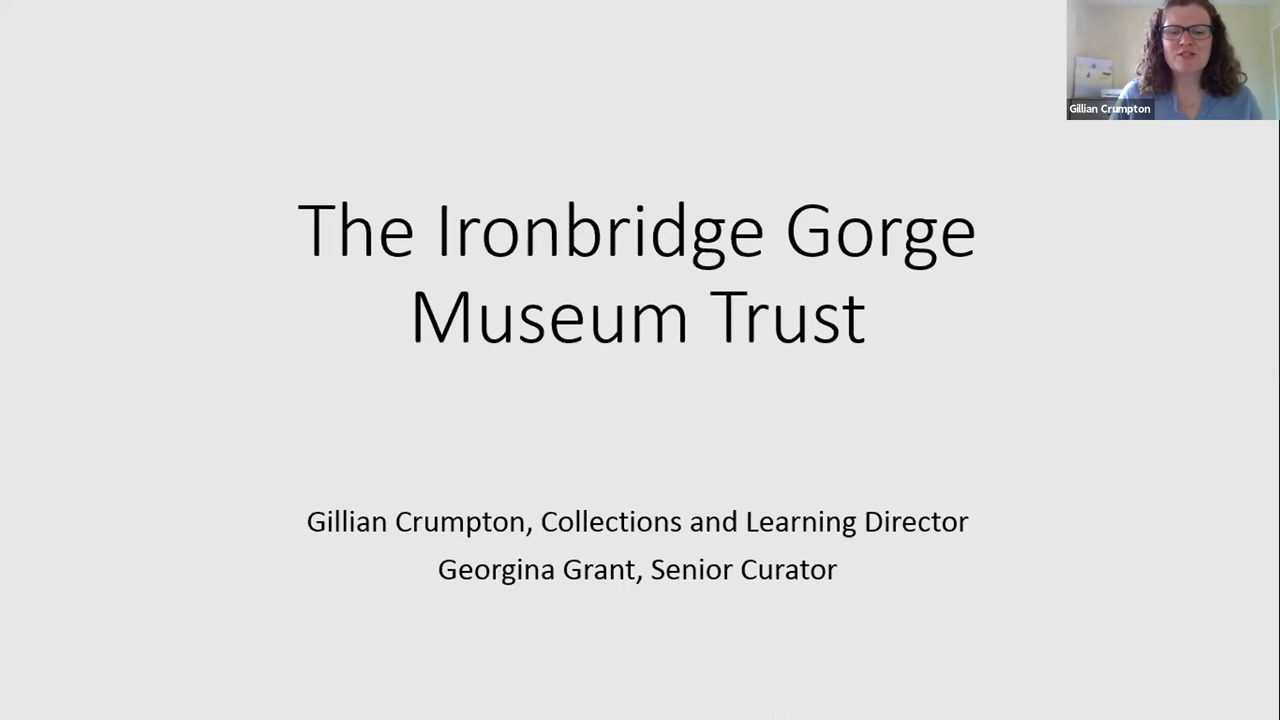 Gillian Crumpton
The Ironbridge Gorge
Museum Trust
Gillian Crumpton, Collections and Learning Director
Georgina Grant, Senior Curator